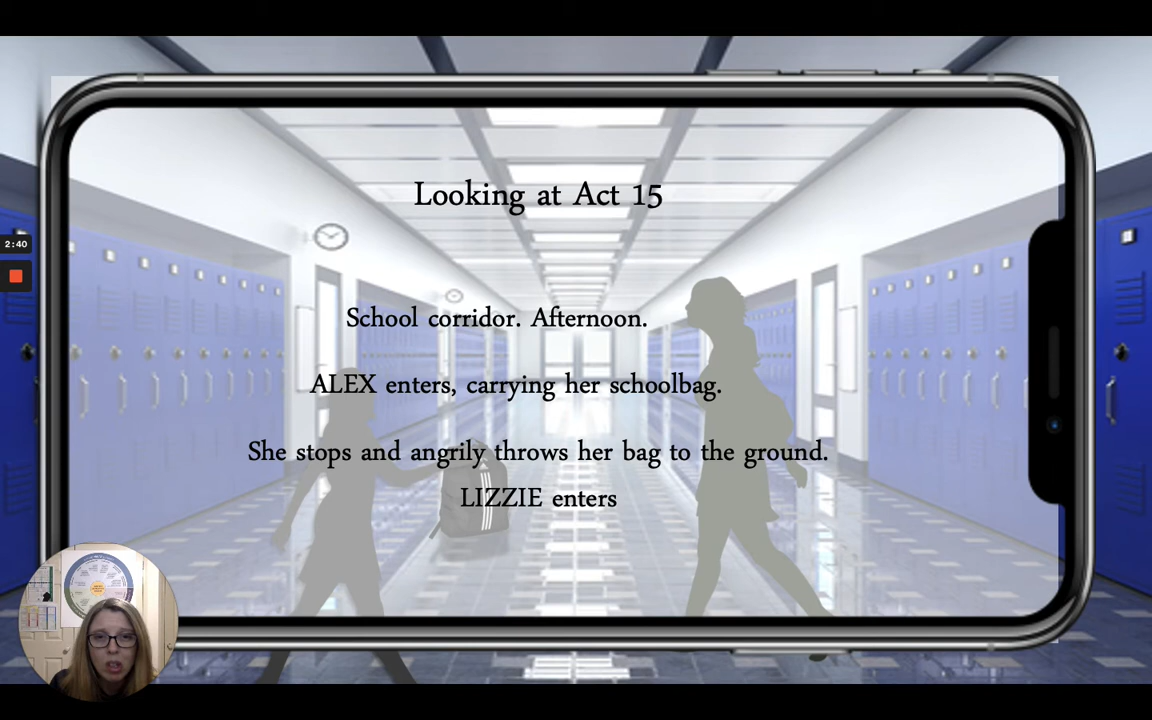 Looking at Act 15
School corridor. Afternoon.
ALEX enters, carrying her schoolbag.
She stops and angrily throws her bag to the ground.
LIZZIE enters
2:40